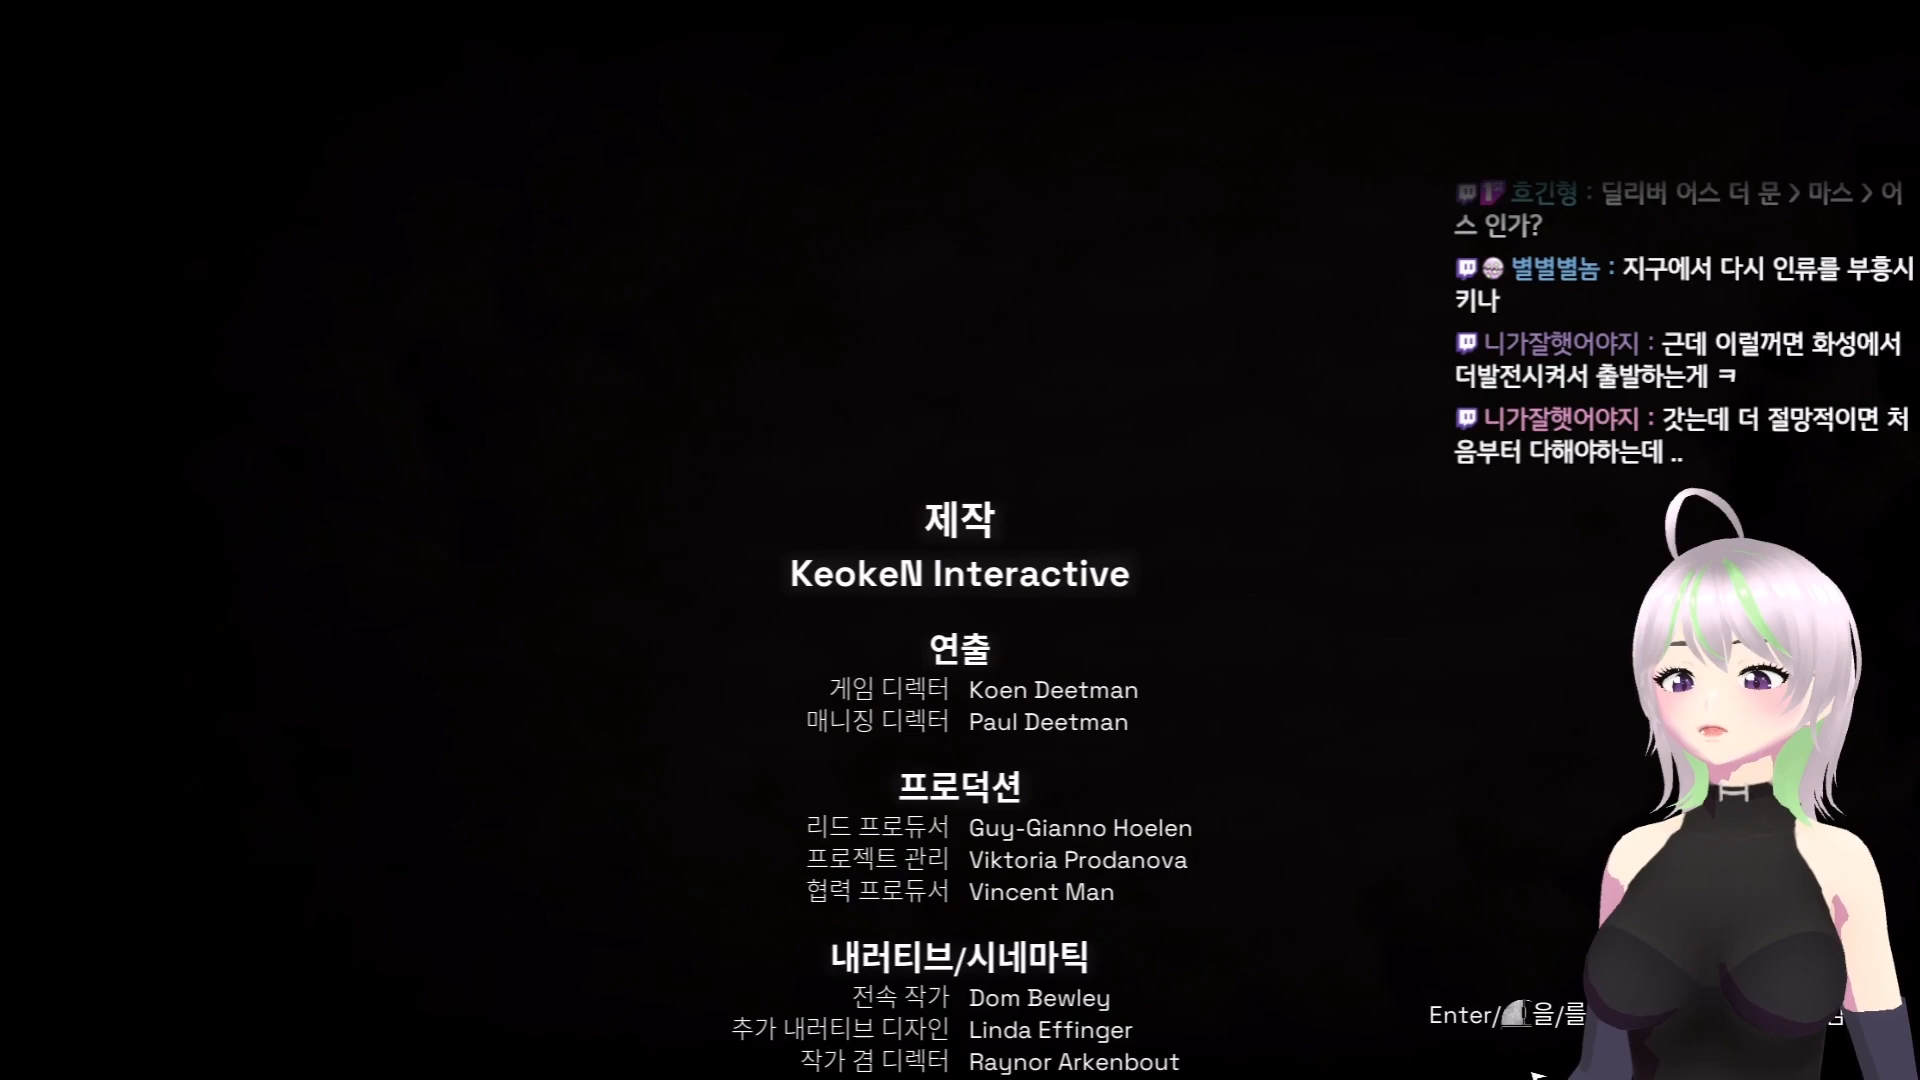 흐긴형 : 딜리버 어스 더 문 > 마스 > 어
스 인가?
별별별놈 : 지구에서 다시 인류를 부흥시
키나
니가잘햇어야지 : 근데 이럴꺼면 화성에서
더발전시켜서 출발하는게 ㅋ
니가잘햇어야지 : 갓는데 더 절망적이면 처
음부터 다해야하는데 ..
제작
KeokeN Interactive
연출
게임 디렉터 Koen Deetman
매니징 디렉터 Paul Deetman
프로덕션
리드 프로듀서 Guy-Gianno Hoelen
프로젝트 관리 Viktoria Prodanova
협력 프로듀서 Vincent Man
내러티브/시네마틱
전속 작가 Dom Bewley
추가 내러티브 디자인 Linda Effinger
작가 겸 디렉터 Raynor Arkenbout
Enter/을/를